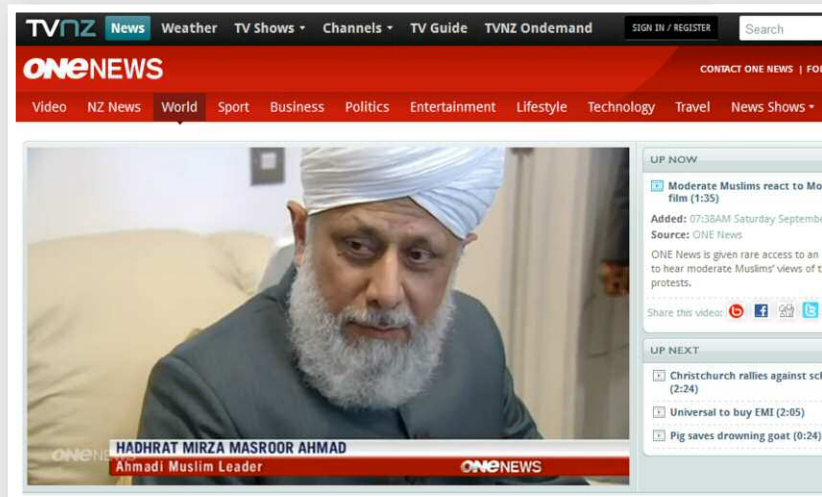 TVNZ News Weather TV Shows Channels TV Guide TVNZ Ondemand SIGN IN / REGISTER Search
ONE NEWS
CONTACT ONE NEWS |
Video NZ News World Sport Business Politics Entertainment Lifestyle Technology Travel News Shows
UP NOW
Moderate Muslims react to
film (1:35)
Added: 07:38AM Saturday
Source: ONE News
ONE News is given rare access to an
to hear moderate Muslims' views of
protests.
Share this video:
UP NEXT
Christchurch rallies against
(2:24)
Universal to buy EMI (2:05)
Pig saves drowning goat (0:24)
HADHRAT MIRZA MASROOR AHMAD
Ahmadi Muslim Leader
ONE NEWS